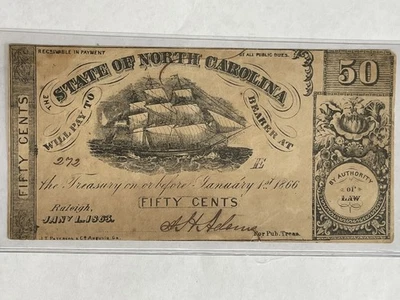 RECEIVABLE IN PAYMENT OF ALL PUBLIC DUES.
THE STATE OF NORTH CAROLINA
50
WILL PAY TO BEARER AT
272
the Treasury on or before January 1st 1866
FIFTY CENTS
FIFTY CENTS
BY AUTHORITY
OF
LAW
Raleigh,
JANY 1, 1863.
For Pub. Treas.